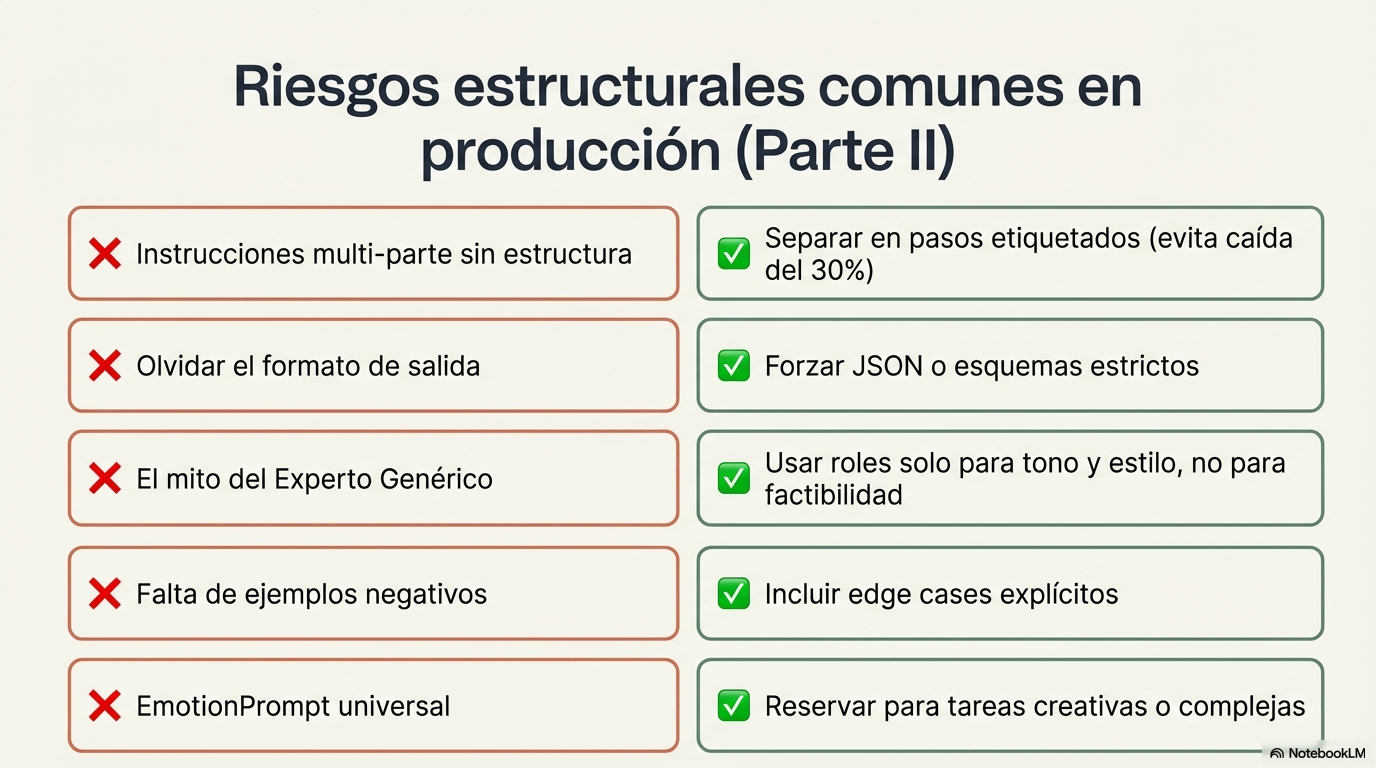 Riesgos estructurales comunes en
producción (Parte II)
Instrucciones multi-parte sin estructura
Separar en pasos etiquetados (evita caída
del 30%)
Olvidar el formato de salida
Forzar JSON o esquemas estrictos
El mito del Experto Genérico
Usar roles solo para tono y estilo, no para
factibilidad
Falta de ejemplos negativos
Incluir edge cases explícitos
EmotionPrompt universal
Reservar para tareas creativas o complejas
NotebookLM